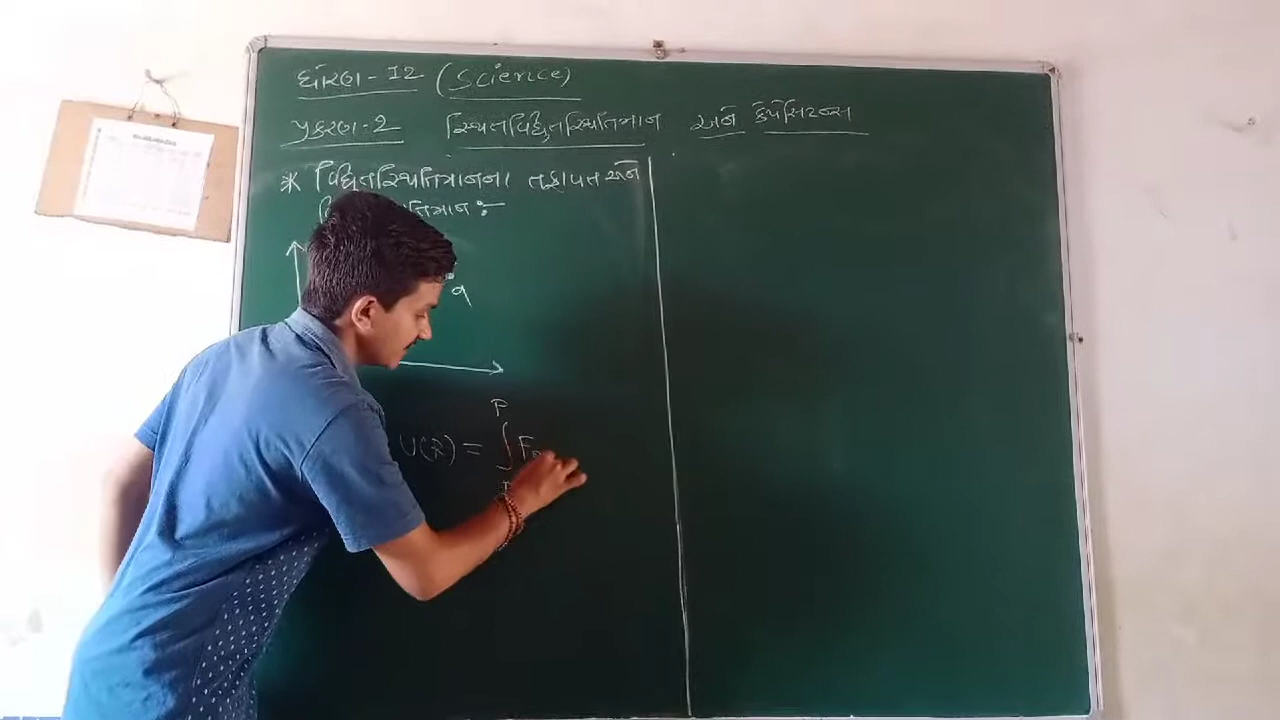 ધોરણ - 12 (Science)
પ્રકરણ - 2 સ્થિતવિદ્યુતસ્થિતિમાન અને કેપેસિટન્સ
* વિદ્યુતસ્થિતિમાનના તફાવત અને
તિમાન :-
q
P
U(R) = ∫ F